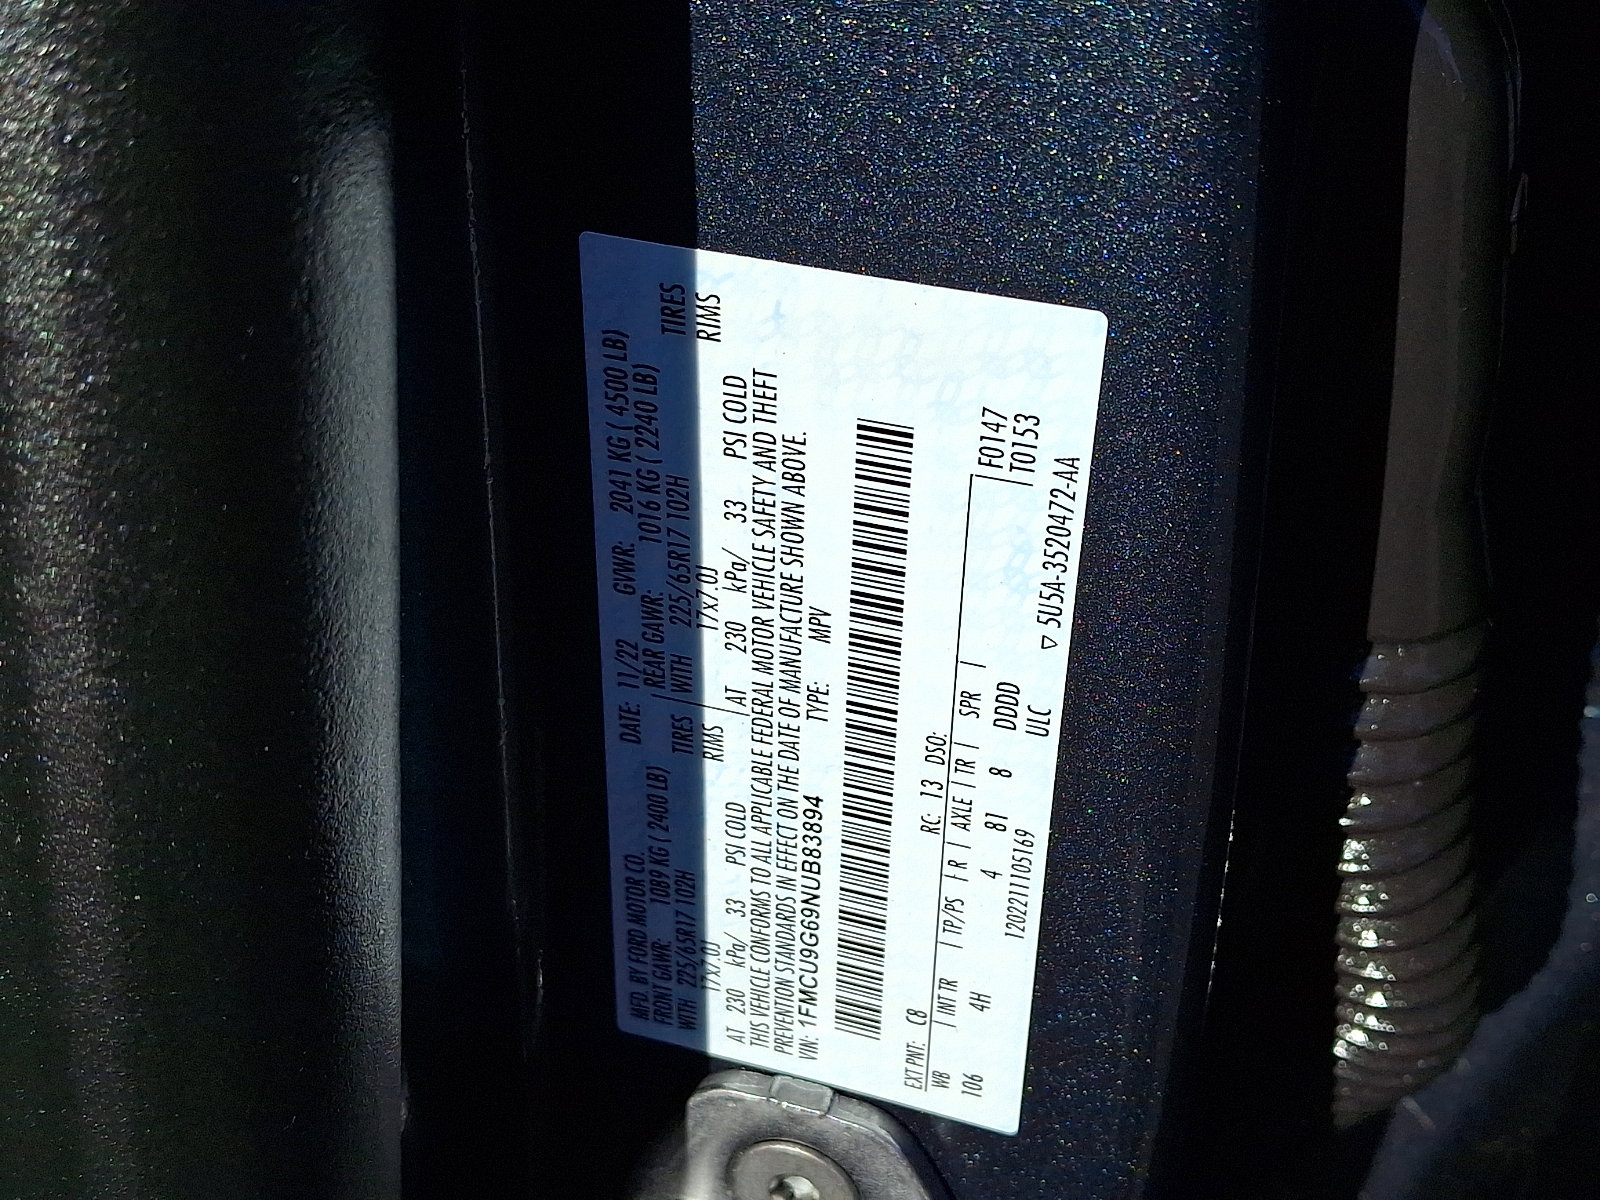 MFD. BY FORD MOTOR CO. DATE: 11/22 GVWR: 2041 KG ( 4500 LB)
FRONT GAWR: 1089 KG ( 2400 LB) REAR GAWR: 1016 KG ( 2240 LB)
WITH 225/65R17 102H TIRES WITH 225/65R17 102H TIRES
17x7.0J RIMS 17x7.0J RIMS
AT 230 kPa/ 33 PSI COLD AT 230 kPa/ 33 PSI COLD
THIS VEHICLE CONFORMS TO ALL APPLICABLE FEDERAL MOTOR VEHICLE SAFETY AND THEFT
PREVENTION STANDARDS IN EFFECT ON THE DATE OF MANUFACTURE SHOWN ABOVE.
VIN: 1FMCU9G69NUB83894 TYPE: MPV
EXT PNT: C8 RC: 13 DSO:
WB INT TR TP/PS R AXLE TR SPR F0147
106 4H 4 81 8 DDDD T0153
120221105169 ULC
▽ 5U5A-3520472-AA